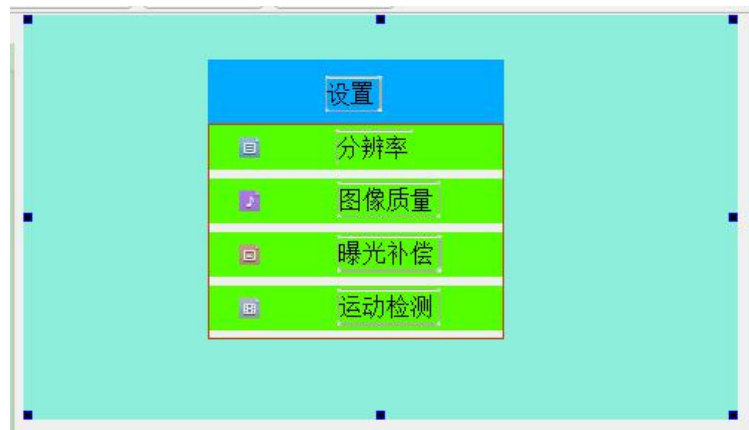 设置
分辨率
图像质量
曝光补偿
运动检测